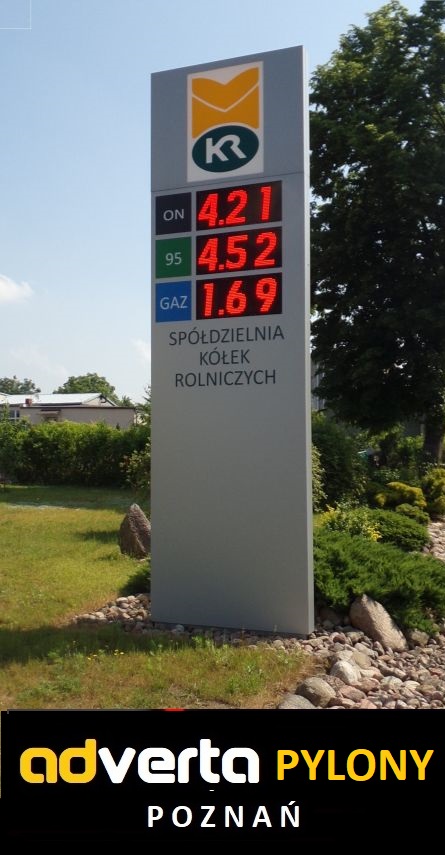 KR
ON 4.21
95 4.52
GAZ 1.69
SPÓŁDZIELNIA
KÓŁEK
ROLNICZYCH
adverta PYLONY
POZNAŃ